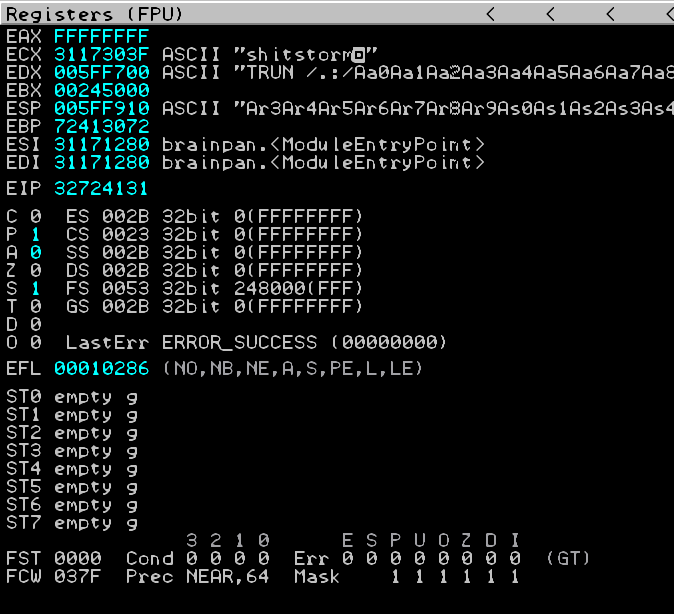 Registers (FPU) < < < <
EAX FFFFFFFF
ECX 3117303F ASCII "shitstorm"
EDX 005FF700 ASCII "TRUN /.:/Aa0Aa1Aa2Aa3Aa4Aa5Aa6Aa7Aa8
EBX 00245000
ESP 005FF910 ASCII "Ar3Ar4Ar5Ar6Ar7Ar8Ar9As0As1As2As3As4
EBP 72413072
ESI 31171280 brainpan.<ModuleEntryPoint>
EDI 31171280 brainpan.<ModuleEntryPoint>
EIP 32724131
C 0 ES 002B 32bit 0(FFFFFFFF)
P 1 CS 0023 32bit 0(FFFFFFFF)
A 0 SS 002B 32bit 0(FFFFFFFF)
Z 0 DS 002B 32bit 0(FFFFFFFF)
S 1 FS 0053 32bit 248000(FFF)
T 0 GS 002B 32bit 0(FFFFFFFF)
D 0
O 0 LastErr ERROR_SUCCESS (00000000)
EFL 00010286 (NO,NB,NE,A,S,PE,L,LE)
ST0 empty g
ST1 empty g
ST2 empty g
ST3 empty g
ST4 empty g
ST5 empty g
ST6 empty g
ST7 empty g
3 2 1 0 E S P U O Z D I
FST 0000 Cond 0 0 0 0 Err 0 0 0 0 0 0 0 0 (GT)
FCW 037F Prec NEAR,64 Mask 1 1 1 1 1 1